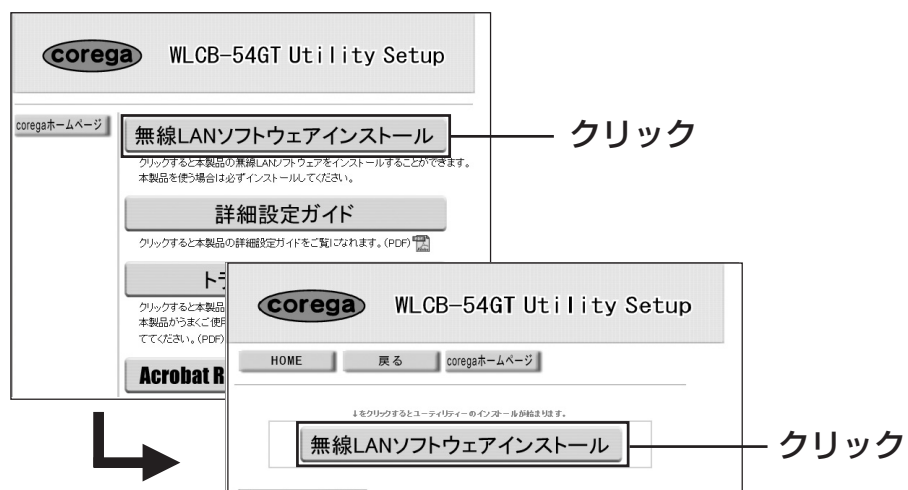 corega WLCB-54GT Utility Setup
coregaホームページ
無線LANソフトウェアインストール
クリック
クリックすると本製品の無線LANソフトウェアをインストールすることができます。
本製品を使う場合は必ずインストールしてください。
詳細設定ガイド
クリックすると本製品の詳細設定ガイドをご覧になれます。(PDF)
トラ
クリックすると本製品
本製品がうまくご使用
ててください。(PDF)
Acrobat R
corega WLCB-54GT Utility Setup
HOME 戻る coregaホームページ
↓をクリックするとユーティリティーのインストールが始まります。
無線LANソフトウェアインストール
クリック